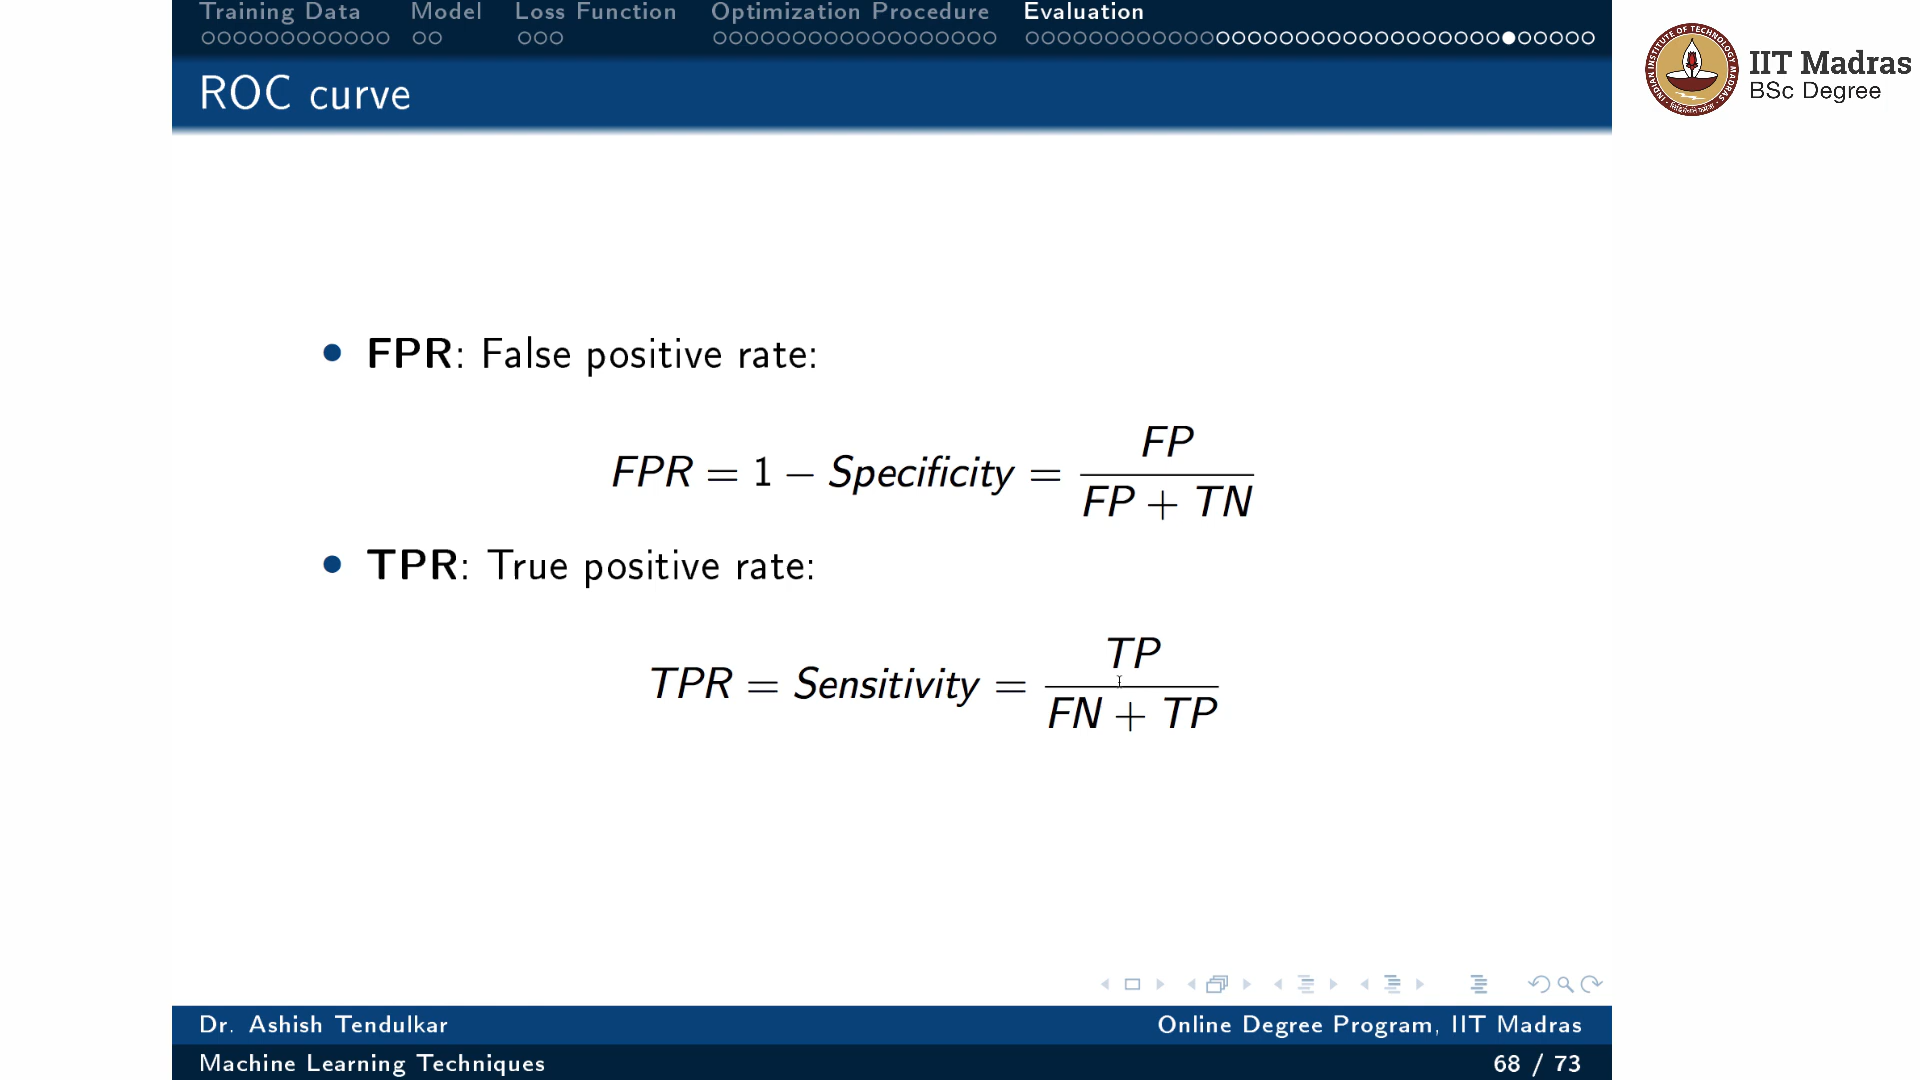 Training Data Model Loss Function Optimization Procedure Evaluation
IIT Madras
BSc Degree
ROC curve
• FPR: False positive rate:
FPR = 1 − Specificity = FP / (FP + TN)
• TPR: True positive rate:
TPR = Sensitivity = TP / (FN + TP)
Dr. Ashish Tendulkar Online Degree Program, IIT Madras
Machine Learning Techniques 68 / 73